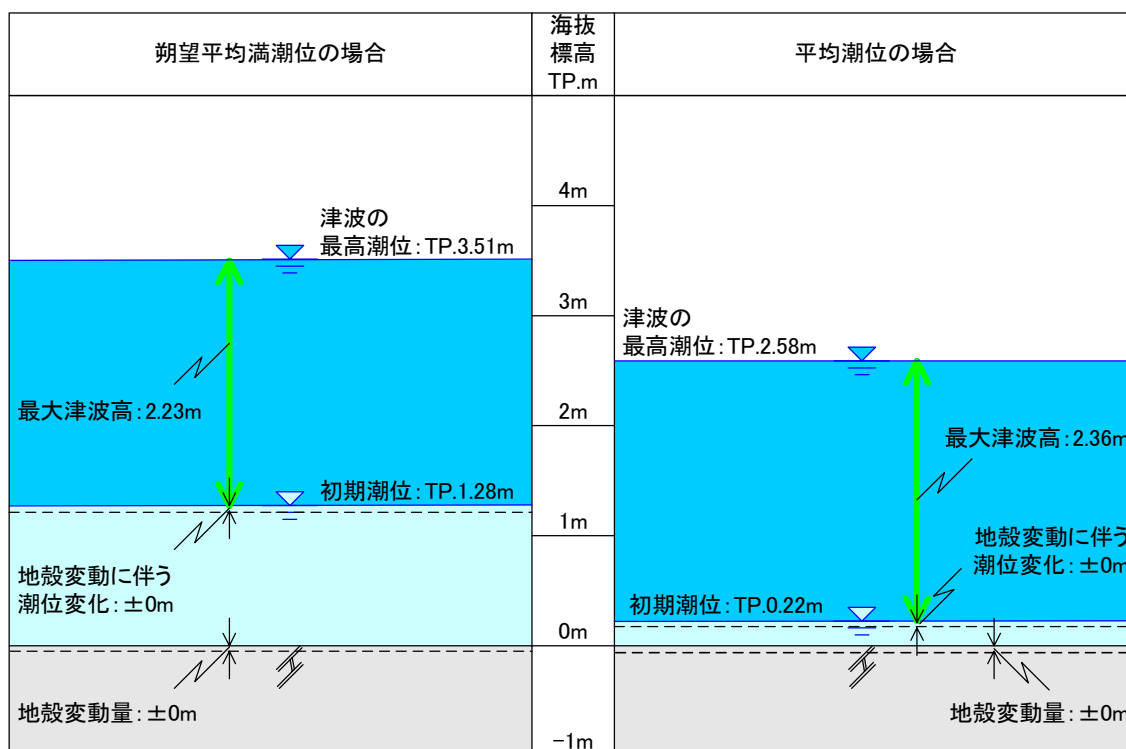 朔望平均満潮位の場合
海抜
標高
TP.m
平均潮位の場合
津波の
最高潮位：TP.3.51m
最大津波高：2.23m
初期潮位：TP.1.28m
地殻変動に伴う
潮位変化：±0m
地殻変動量：±0m
4m
3m
2m
1m
0m
-1m
津波の
最高潮位：TP.2.58m
最大津波高：2.36m
地殻変動に伴う
潮位変化：±0m
初期潮位：TP.0.22m
地殻変動量：±0m